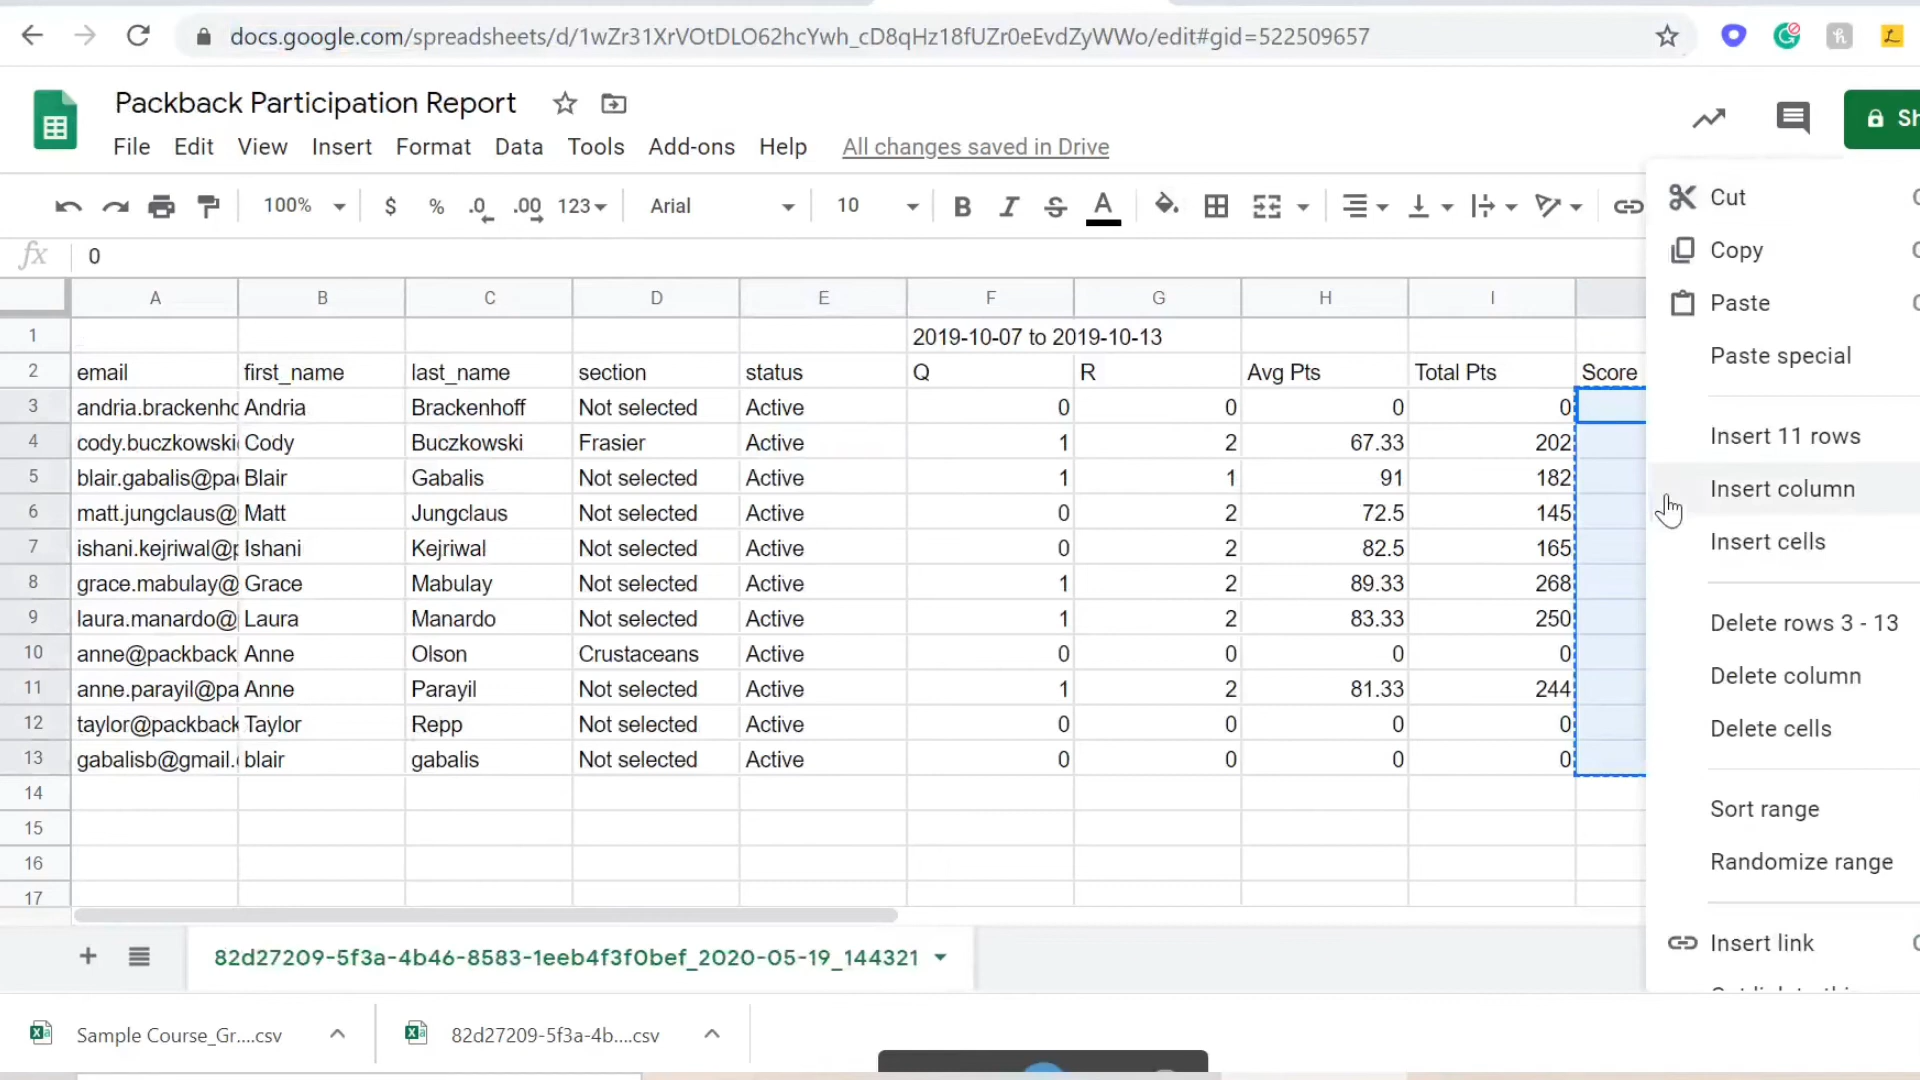 docs.google.com/spreadsheets/d/1wZr31XrVOtDLO62hcYwh_cD8qHz18fUZr0eEvdZyWWo/edit#gid=522509657
Packback Participation Report
File Edit View Insert Format Data Tools Add-ons Help All changes saved in Drive
100% $ % .0 .00 123 Arial 10 B I S A
fx 0
A B C D E F G H I
1 2019-10-07 to 2019-10-13
2 email first_name last_name section status Q R Avg Pts Total Pts Score
3 andria.brackenho Andria Brackenhoff Not selected Active 0 0 0 0
4 cody.buczkowski Cody Buczkowski Frasier Active 1 2 67.33 202
5 blair.gabalis@pa Blair Gabalis Not selected Active 1 1 91 182
6 matt.jungclaus@ Matt Jungclaus Not selected Active 0 2 72.5 145
7 ishani.kejriwal@p Ishani Kejriwal Not selected Active 0 2 82.5 165
8 grace.mabulay@ Grace Mabulay Not selected Active 1 2 89.33 268
9 laura.manardo@ Laura Manardo Not selected Active 1 2 83.33 250
10 anne@packback Anne Olson Crustaceans Active 0 0 0 0
11 anne.parayil@pa Anne Parayil Not selected Active 1 2 81.33 244
12 taylor@packback Taylor Repp Not selected Active 0 0 0 0
13 gabalisb@gmail. blair gabalis Not selected Active 0 0 0 0
14
15
16
17
Sh
Cut
Copy
Paste
Paste special
Insert 11 rows
Insert column
Insert cells
Delete rows 3 - 13
Delete column
Delete cells
Sort range
Randomize range
Insert link
82d27209-5f3a-4b46-8583-1eeb4f3f0bef_2020-05-19_144321
Sample Course_Gr....csv
82d27209-5f3a-4b....csv